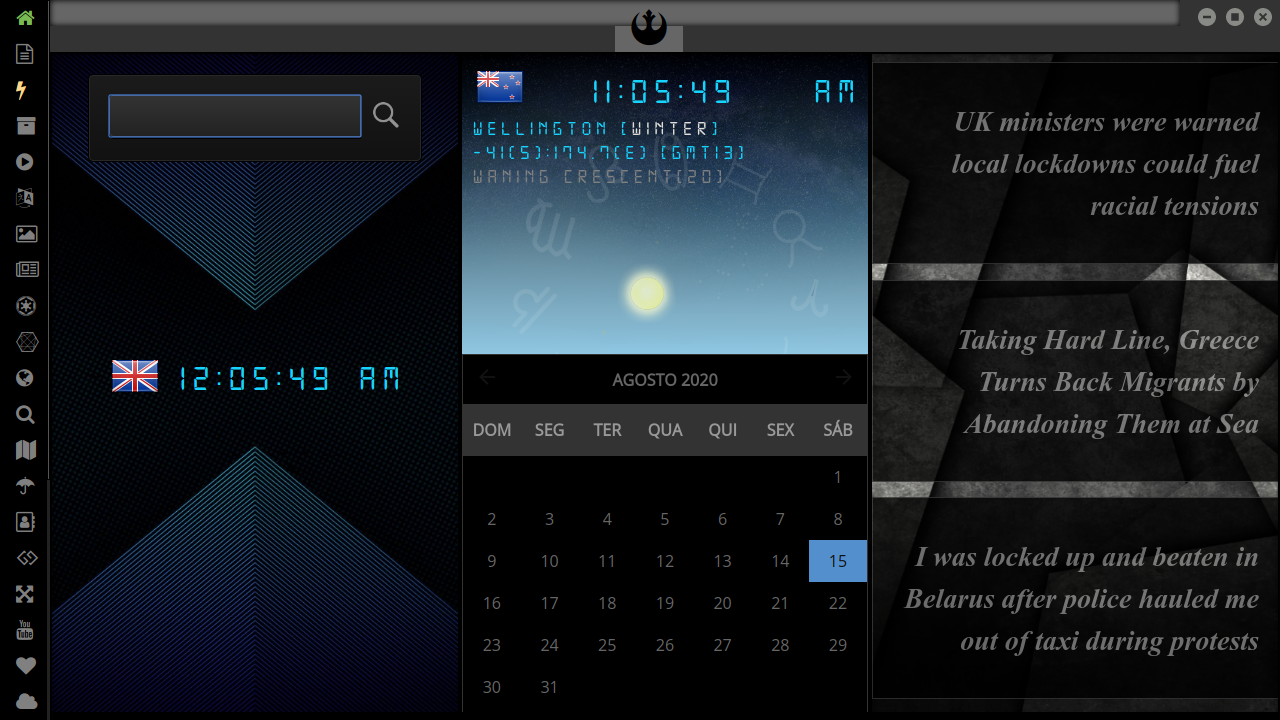 11:05:49 AM
WELLINGTON [WINTER]
-41(S):174.7(E) [GMT13]
WANING CRESCENT[20]
12:05:49 AM
AGOSTO 2020
DOM SEG TER QUA QUI SEX SÁB
1
2 3 4 5 6 7 8
9 10 11 12 13 14 15
16 17 18 19 20 21 22
23 24 25 26 27 28 29
30 31
UK ministers were warned
local lockdowns could fuel
racial tensions
Taking Hard Line, Greece
Turns Back Migrants by
Abandoning Them at Sea
I was locked up and beaten in
Belarus after police hauled me
out of taxi during protests
You
Tube